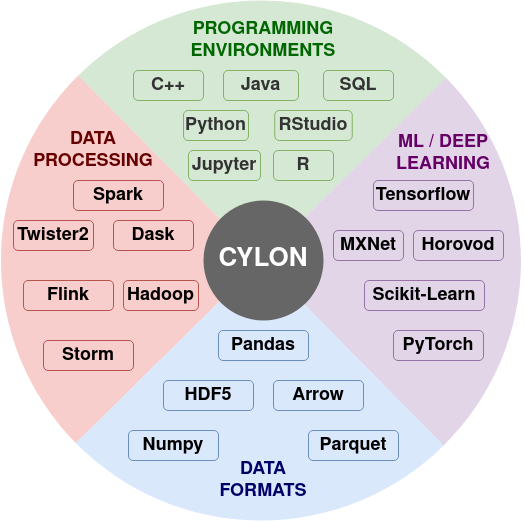 PROGRAMMING
ENVIRONMENTS
C++ Java SQL
Python RStudio
Jupyter R
DATA
PROCESSING
Spark
Twister2 Dask
Flink Hadoop
Storm
ML / DEEP
LEARNING
Tensorflow
MXNet Horovod
Scikit-Learn
PyTorch
CYLON
Pandas
HDF5 Arrow
Numpy Parquet
DATA
FORMATS